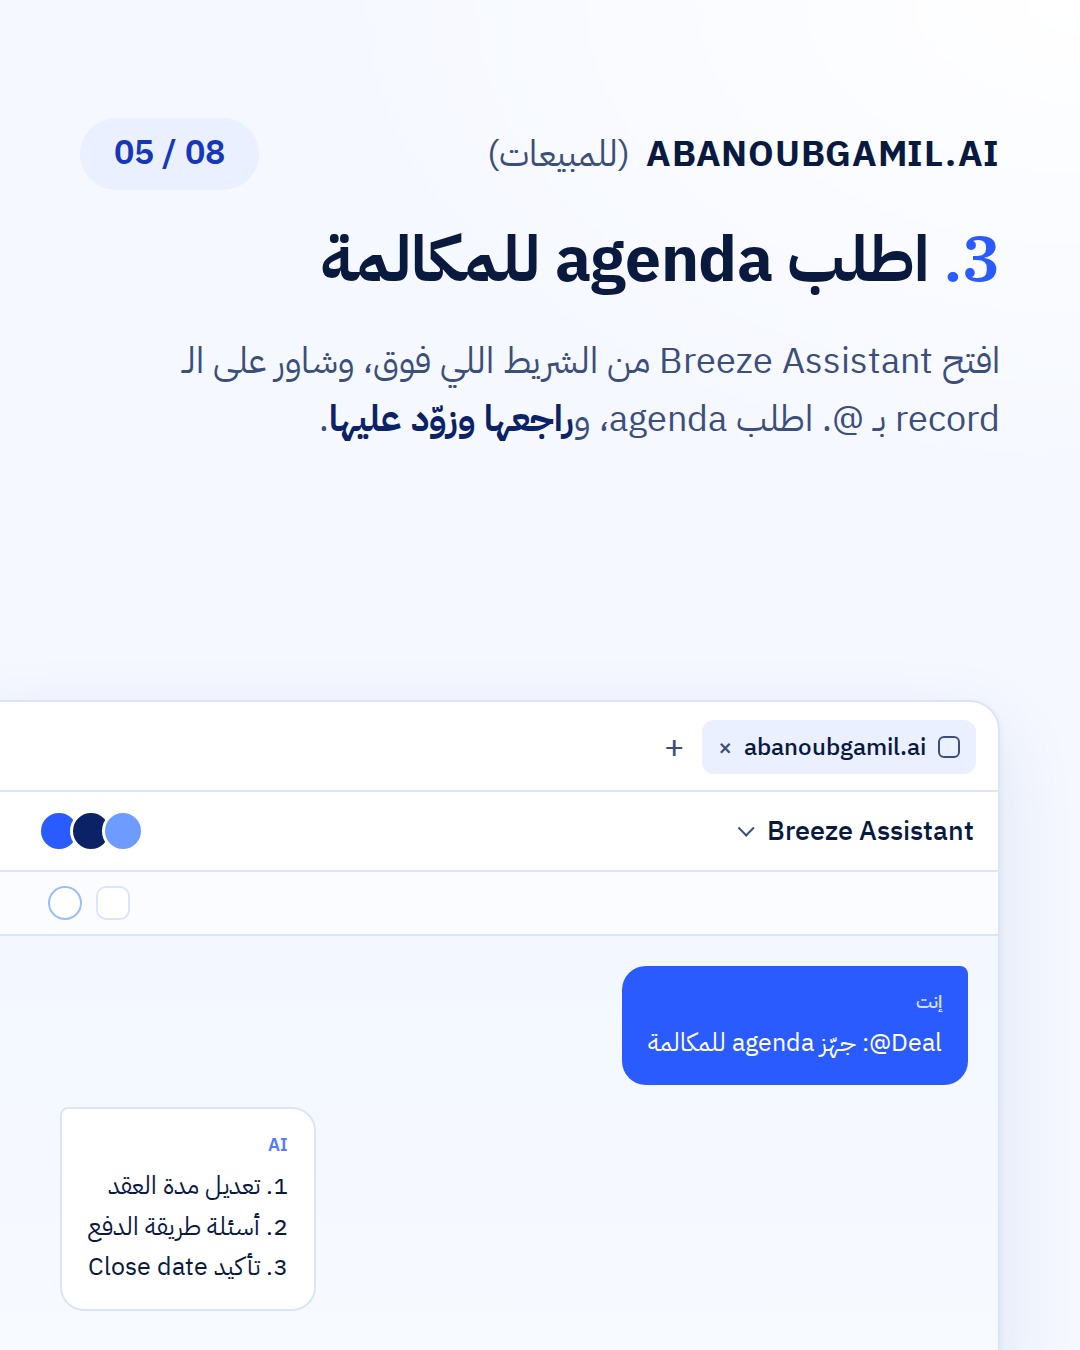 ABANOUBGAMIL.AI (للمبيعات)
05 / 08
3. اطلب agenda للمكالمة
افتح Breeze Assistant من الشريط اللي فوق، وشاور على الـ
record بـ @. اطلب agenda، وراجعها وزوّد عليها.
abanoubgamil.ai × +
Breeze Assistant
إنت
@Deal: جهّز agenda للمكالمة
AI
1. تعديل مدة العقد
2. أسئلة طريقة الدفع
3. تأكيد Close date